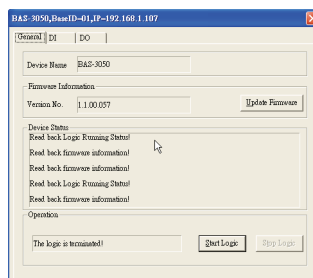 BAS-3050,BaseID=01,IP=192.168.1.107
General DI DO
Device Name BAS-3050
Firmware Information
Version No. 1.1.00.057 Update Firmware
Device Status
Read back Logic Running Status!
Read back firmware information!
Read back firmware information!
Read back Logic Running Status!
Read back firmware information!
Operation
The logic is terminated! Start Logic Stop Logic